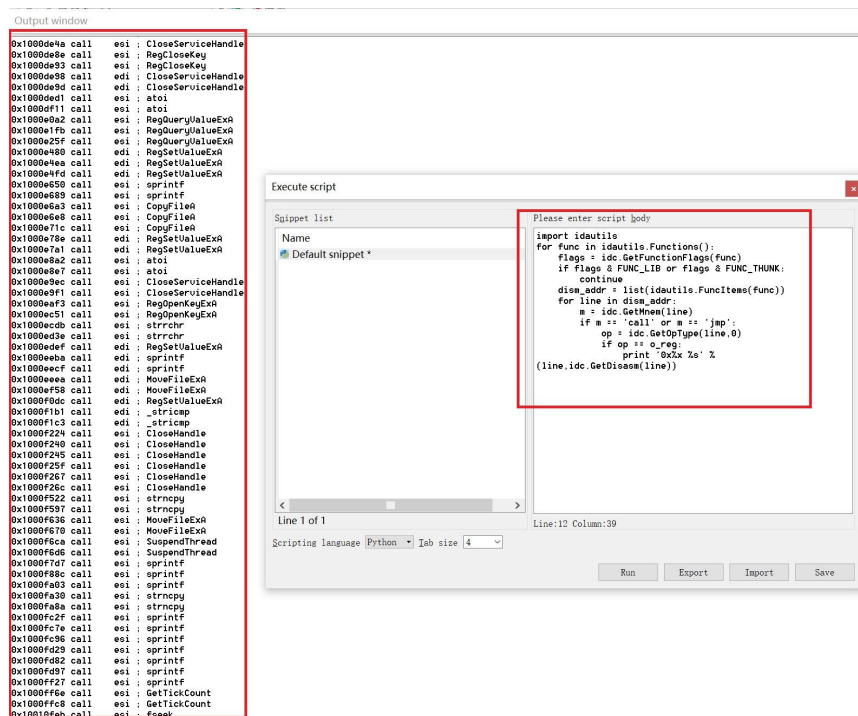 Output window
0x1000de4a call    esi ; CloseServiceHandle
0x1000de8e call    esi ; RegCloseKey
0x1000de93 call    esi ; RegCloseKey
0x1000de98 call    edi ; CloseServiceHandle
0x1000de9d call    edi ; CloseServiceHandle
0x1000ded1 call    esi ; atoi
0x1000df11 call    esi ; atoi
0x1000e0a2 call    esi ; RegQueryValueExA
0x1000e1fb call    esi ; RegQueryValueExA
0x1000e25f call    esi ; RegQueryValueExA
0x1000e480 call    edi ; RegSetValueExA
0x1000e4ea call    edi ; RegSetValueExA
0x1000e4fd call    edi ; RegSetValueExA
0x1000e650 call    esi ; sprintf
0x1000e689 call    esi ; sprintf
0x1000e6a3 call    esi ; CopyFileA
0x1000e6e8 call    esi ; CopyFileA
0x1000e71c call    esi ; CopyFileA
0x1000e78e call    edi ; RegSetValueExA
0x1000e7a1 call    edi ; RegSetValueExA
0x1000e8a2 call    esi ; atoi
0x1000e8e7 call    esi ; atoi
0x1000e9ec call    esi ; CloseServiceHandle
0x1000e9f1 call    esi ; CloseServiceHandle
0x1000eaf3 call    esi ; RegOpenKeyExA
0x1000ec51 call    esi ; RegOpenKeyExA
0x1000ecdb call    esi ; strrchr
0x1000ed3e call    esi ; strrchr
0x1000edef call    edi ; RegSetValueExA
0x1000eeba call    edi ; sprintf
0x1000eecf call    edi ; sprintf
0x1000eeea call    esi ; MoveFileExA
0x1000ef58 call    esi ; MoveFileExA
0x1000f0dc call    esi ; RegSetValueExA
0x1000f1b1 call    edi ; _stricmp
0x1000f1c3 call    edi ; _stricmp
0x1000f224 call    esi ; CloseHandle
0x1000f240 call    esi ; CloseHandle
0x1000f245 call    esi ; CloseHandle
0x1000f25f call    esi ; CloseHandle
0x1000f267 call    esi ; CloseHandle
0x1000f26c call    esi ; CloseHandle
0x1000f522 call    esi ; strncpy
0x1000f597 call    esi ; strncpy
0x1000f636 call    esi ; MoveFileExA
0x1000f670 call    esi ; MoveFileExA
0x1000f6ca call    esi ; SuspendThread
0x1000f6d6 call    esi ; SuspendThread
0x1000f7d7 call    esi ; sprintf
0x1000f88c call    esi ; sprintf
0x1000fa03 call    esi ; sprintf
0x1000fa30 call    esi ; strncpy
0x1000fa8a call    esi ; strncpy
0x1000fc2f call    esi ; sprintf
0x1000fc7e call    esi ; sprintf
0x1000fc96 call    esi ; sprintf
0x1000fd29 call    esi ; sprintf
0x1000fd82 call    esi ; sprintf
0x1000fd97 call    esi ; sprintf
0x1000ff27 call    esi ; sprintf
0x1000ff6e call    esi ; GetTickCount
0x1000ffc8 call    esi ; GetTickCount
0x10010feb call    esi ; fseek
Execute script
Snippet list
Name
Default snippet *
Line 1 of 1
Please enter script body
import idautils
for func in idautils.Functions():
    flags = idc.GetFunctionFlags(func)
    if flags & FUNC_LIB or flags & FUNC_THUNK:
        continue
    dism_addr = list(idautils.FuncItems(func))
    for line in dism_addr:
        m = idc.GetMnem(line)
        if m == 'call' or m == 'jmp':
            op = idc.GetOpType(line,0)
            if op == o_reg:
                print '0x%x %s' %
(line,idc.GetDisasm(line))
Line:12 Column:39
Scripting language Python Tab size 4
Run Export Import Save